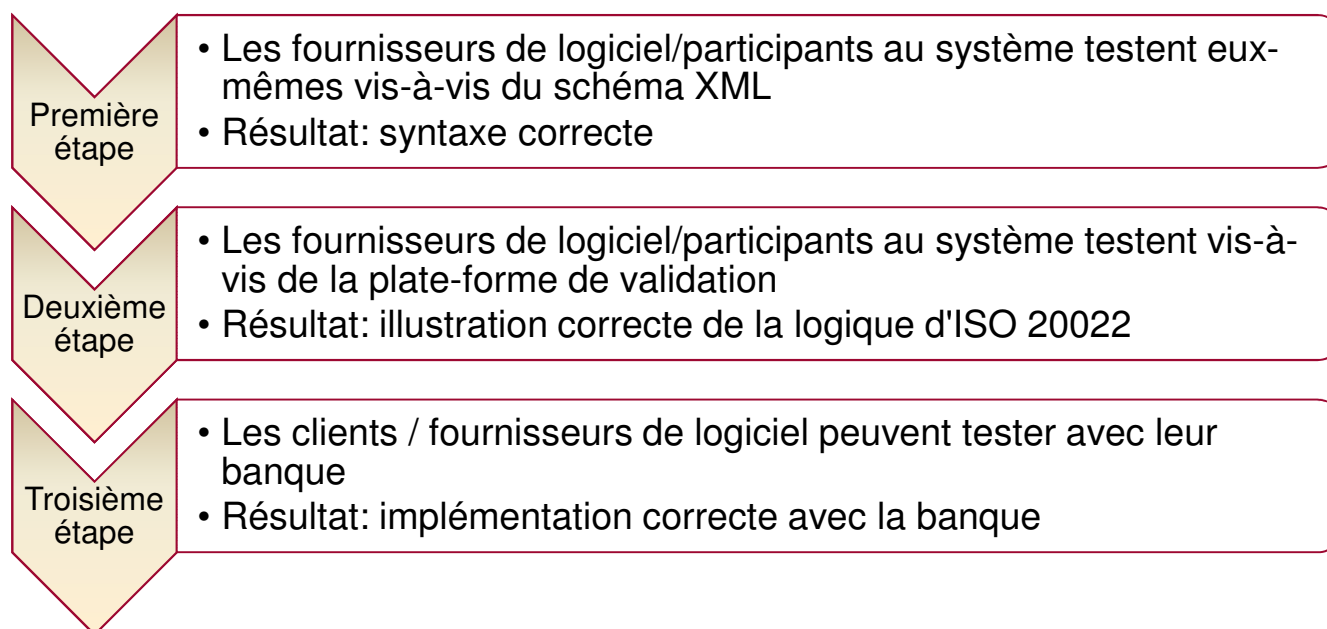 Première
étape
• Les fournisseurs de logiciel/participants au système testent eux-
mêmes vis-à-vis du schéma XML
• Résultat: syntaxe correcte
Deuxième
étape
• Les fournisseurs de logiciel/participants au système testent vis-à-
vis de la plate-forme de validation
• Résultat: illustration correcte de la logique d'ISO 20022
Troisième
étape
• Les clients / fournisseurs de logiciel peuvent tester avec leur
banque
• Résultat: implémentation correcte avec la banque